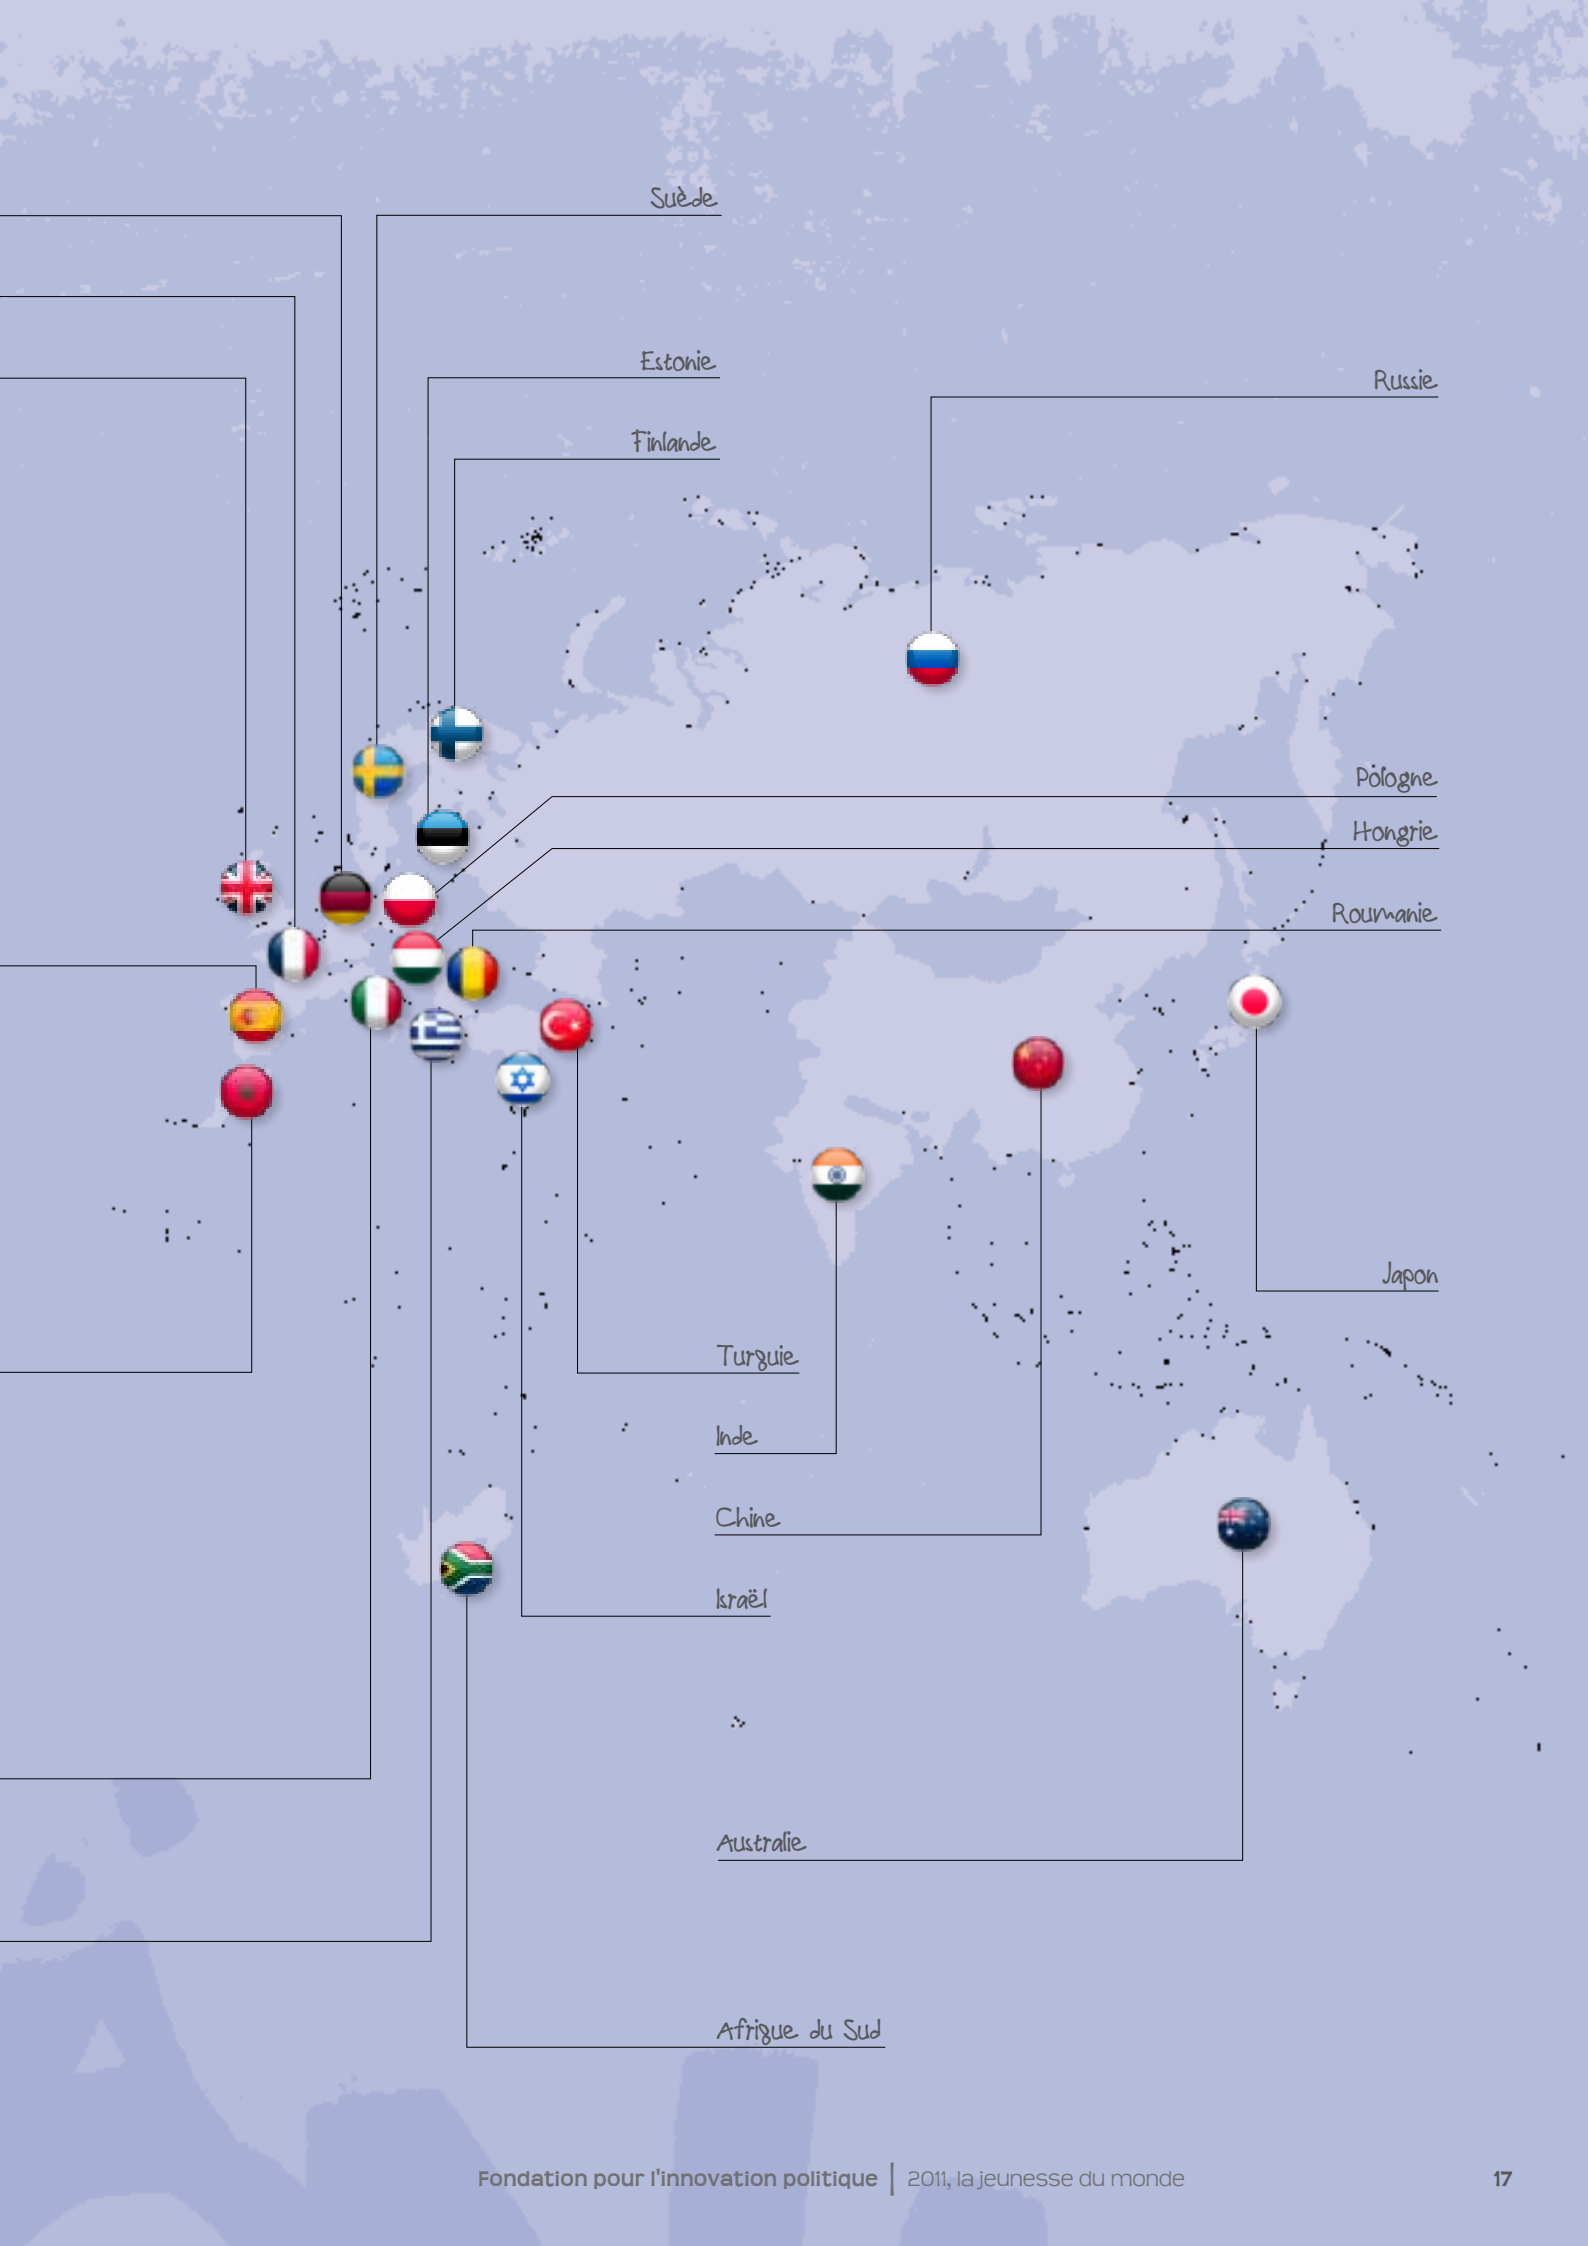 Suède
Estonie
Finlande
Russie
Pologne
Hongrie
Roumanie
Japon
Turquie
Inde
Chine
Israël
Australie
Afrique du Sud
Fondation pour l'innovation politique | 2011, la jeunesse du monde
17